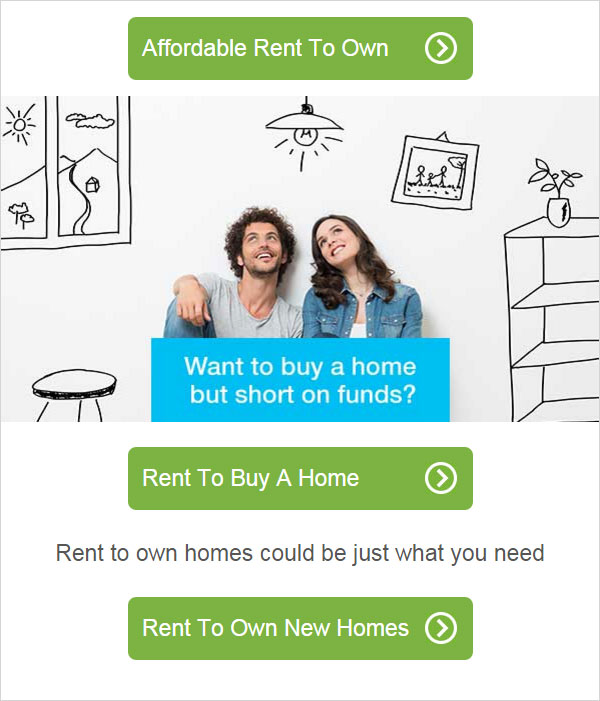 Affordable Rent To Own
Want to buy a home
but short on funds?
Rent To Buy A Home
Rent to own homes could be just what you need
Rent To Own New Homes